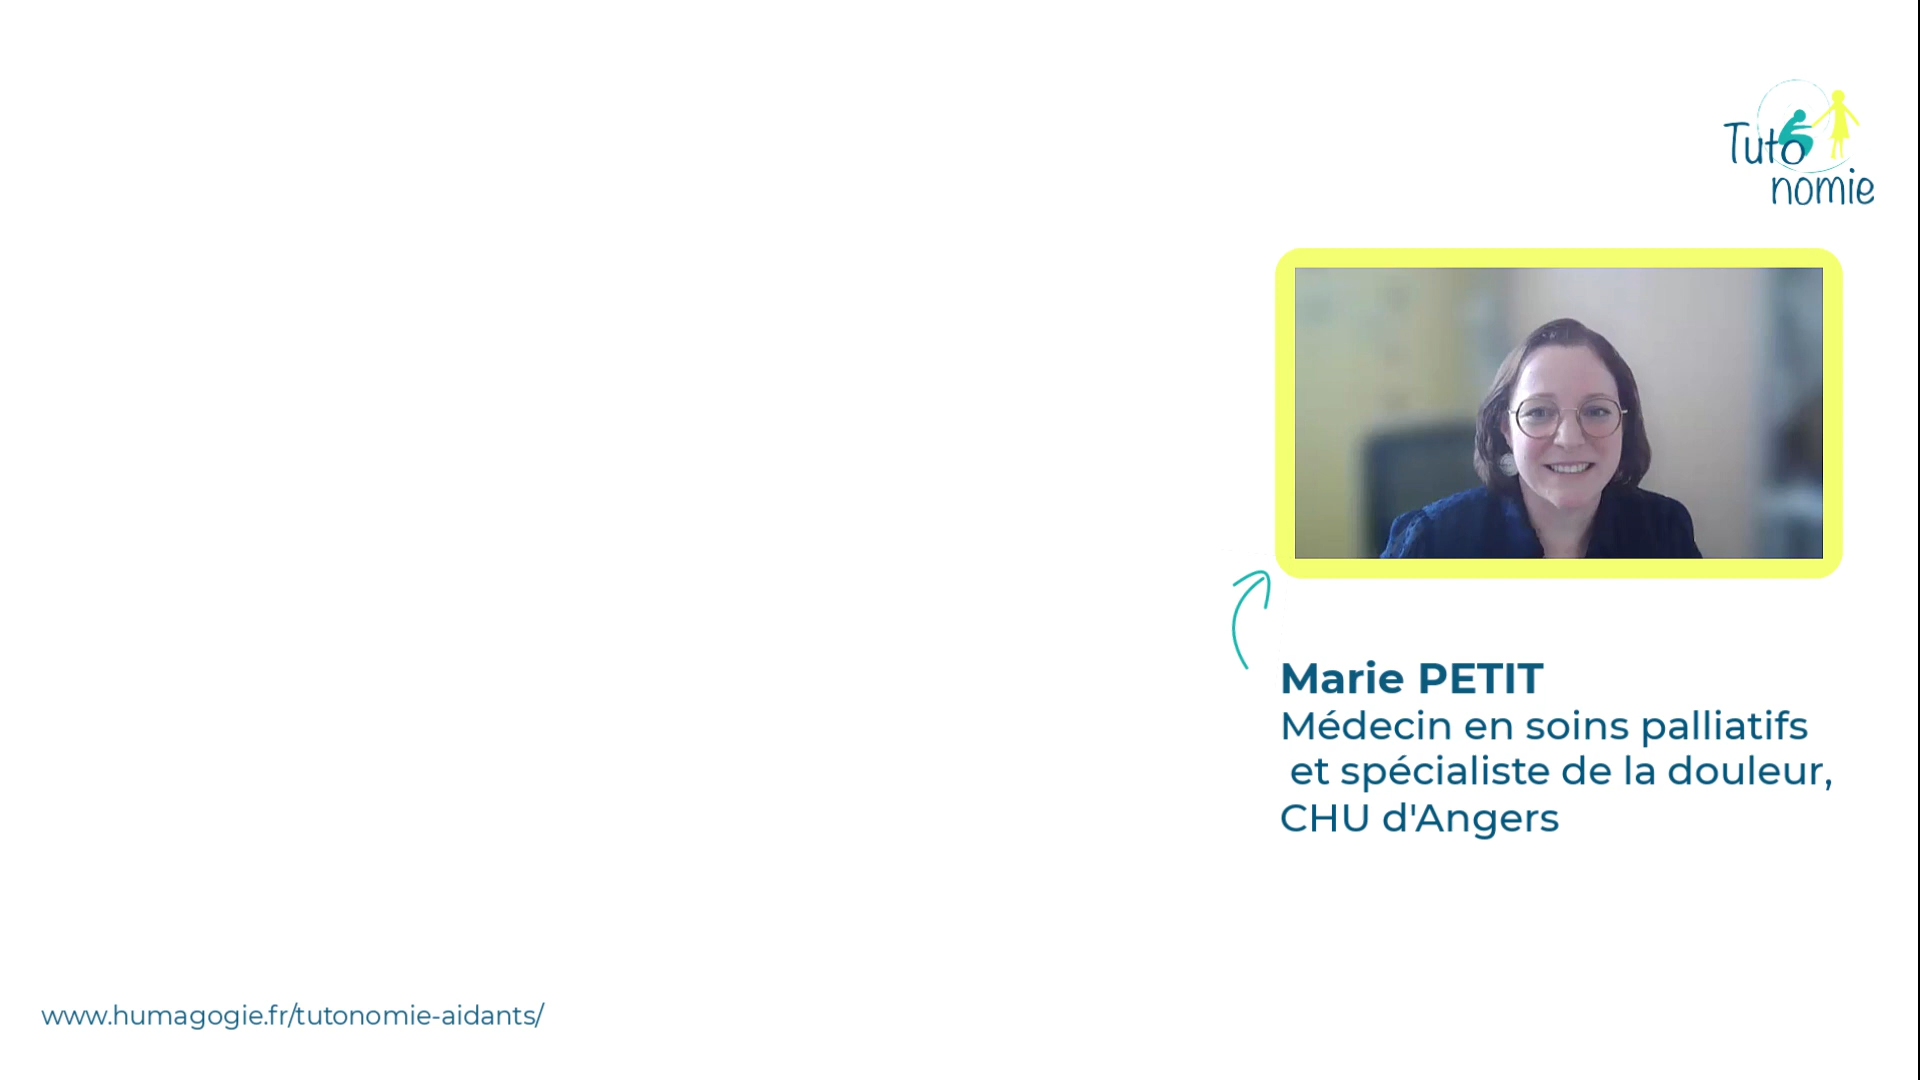 Tuto
nomie
Marie PETIT
Médecin en soins palliatifs
et spécialiste de la douleur,
CHU d'Angers
www.humagogie.fr/tutonomie-aidants/